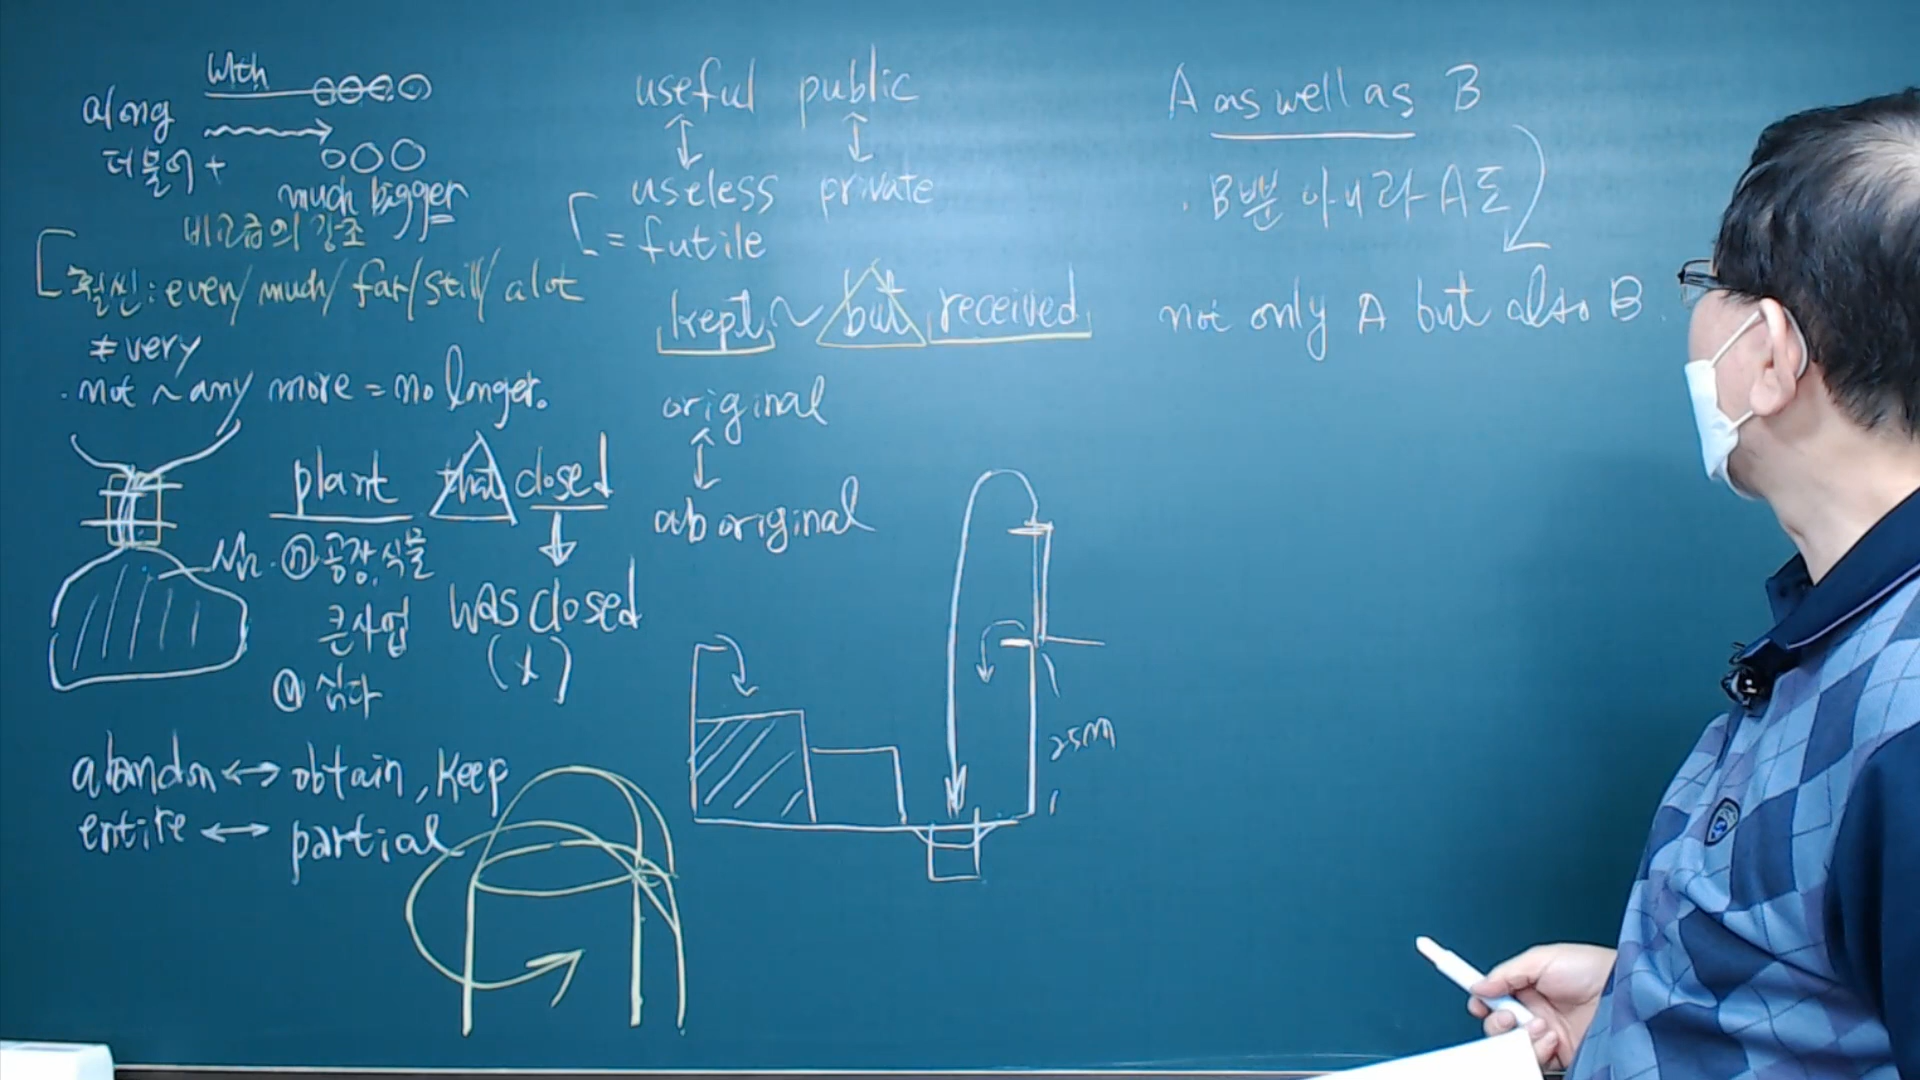 with
along
더불어 +
much bigger
비교급의 강조
훨씬 : even/much/far/still/a lot
≠ very
· not ~ any more = no longer.
plant that closed
ⓝ 공장, 식물
큰사업
ⓥ 심다
was closed
(x)
abandon ↔ obtain, keep
entire ↔ partial
useful public
↕ ↕
useless private
= futile
kept ~ but received
original
↕
aboriginal
25m
A as well as B
· B뿐 아니라 A도
not only A but also B.